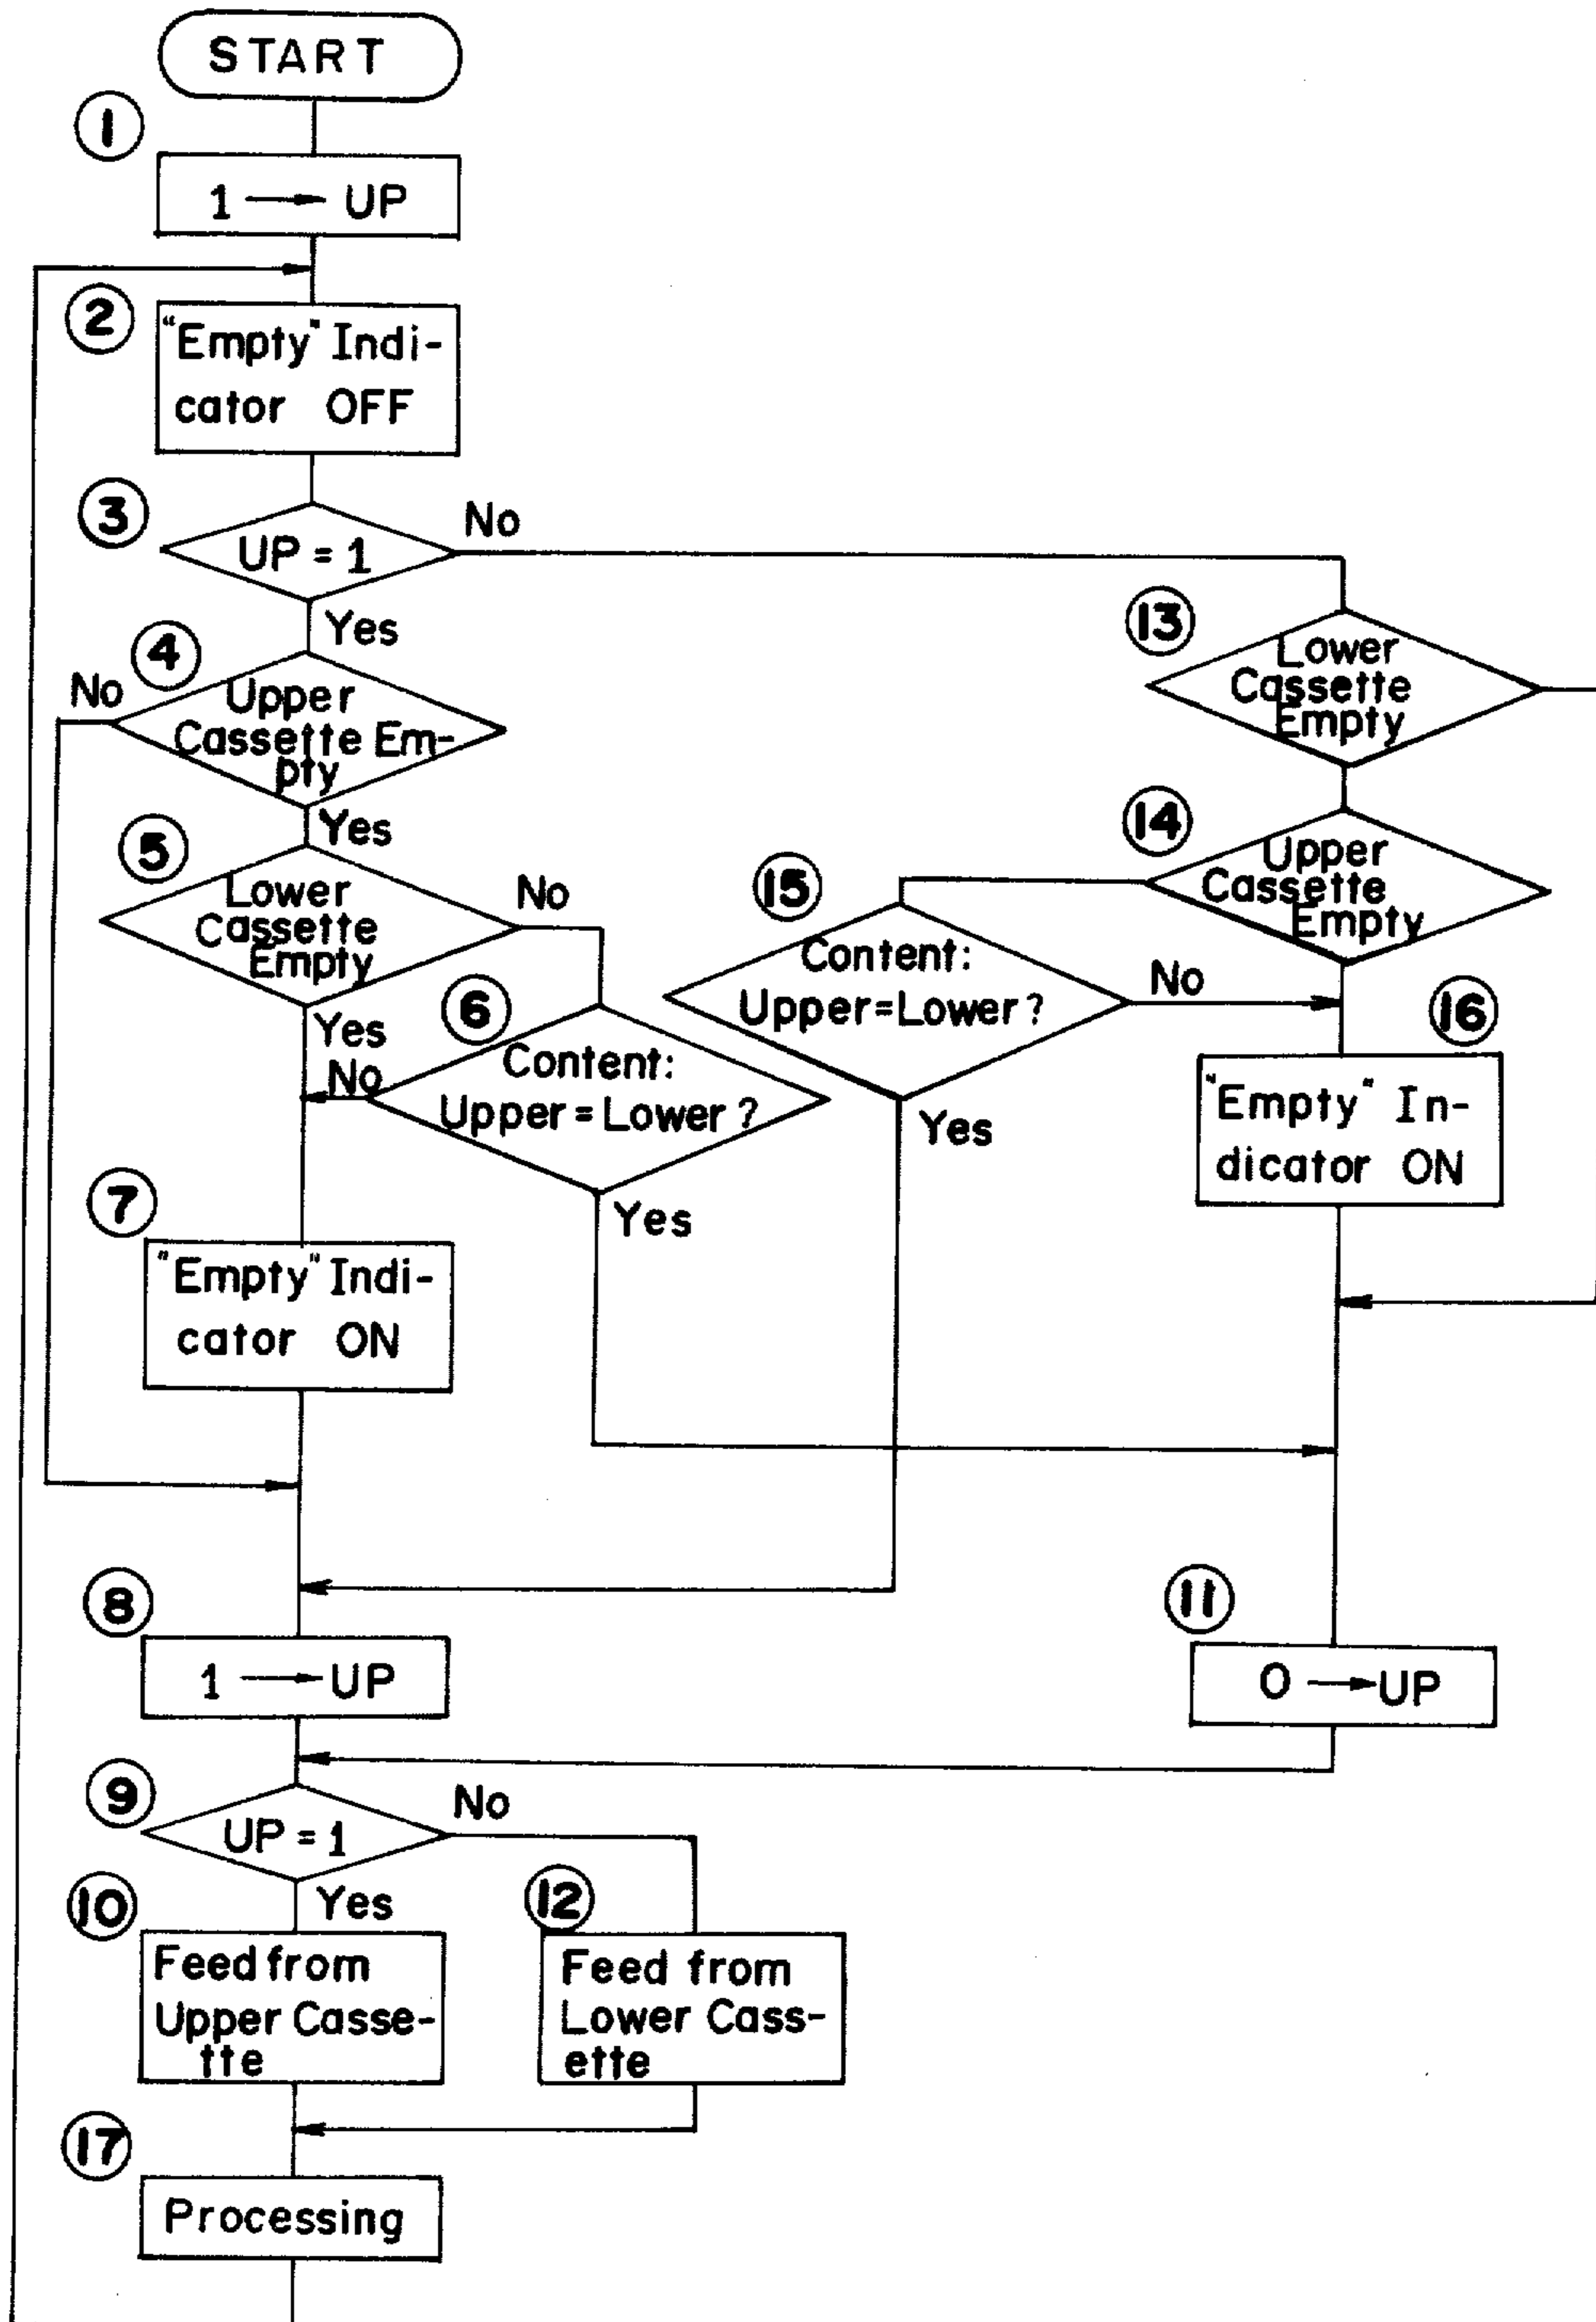 START
1
1 → UP
2
"Empty" Indi-
cator OFF
3
UP = 1
No
Yes
4
No
Upper
Cassette Em-
pty
Yes
5
Lower
Cassette
Empty
No
Yes
6
Content:
Upper=Lower?
No
Yes
7
"Empty" Indi-
cator ON
8
1 → UP
9
UP = 1
No
Yes
10
Feed from
Upper Casse-
tte
12
Feed from
Lower Cass-
ette
17
Processing
13
Lower
Cassette
Empty
14
Upper
Cassette
Empty
15
Content:
Upper=Lower?
No
Yes
16
"Empty" In-
dicator ON
11
0 → UP